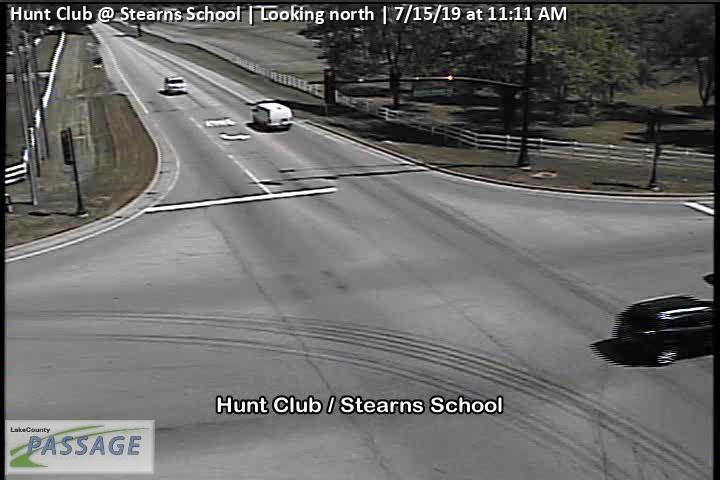 Hunt Club @ Stearns School | Looking north | 7/15/19 at 11:11 AM
Hunt Club / Stearns School
LakeCounty
PASSAGE